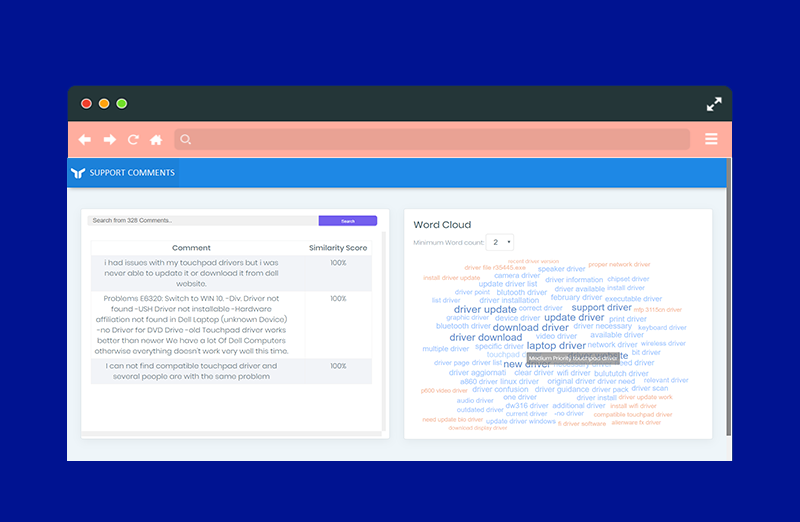 SUPPORT COMMENTS
Search from 328 Comments..
Search
Comment Similarity Score
i had issues with my touchpad drivers but i was
never able to update it or download it from dell
website.
100%
Problems E6320: Switch to WIN 10. -Div. Driver not
found -USH Driver not installable -Hardware
affiliation not found in Dell Laptop (unknown Device)
-no Driver for DVD Drive -old Touchpad driver works
better than newer We have a lot Of Dell Computers
otherwise everything doesn't work very well this time.
100%
I can not find compatible touchpad driver and
several people are with the same problem
100%
Word Cloud
Minimum Word count: 2
recent driver version
driver file r35445.exe speaker driver proper network driver
install driver update camera driver driver information chipset driver
update driver list driver available install driver
driver point blutooth driver february driver executable driver
list driver driver installation support driver
driver update correct driver ndp 3115cn driver
graphic driver device driver update driver print driver
bluetooth driver download driver driver necessary keyboard driver
driver download video driver available driver
multiple driver specific driver laptop driver network driver wireless driver
touchpad bit driver
Medium Priority touchpad driver
driver page driver list new driver need driver
driver aggiornati clear driver wifi driver bulututch driver
a860 driver linux driver original driver driver need relevant driver
p600 video driver driver confusion driver guidance driver pack driver scan
audio driver one driver driver install driver update work
outdated driver dw316 driver additional driver install wifi driver
current driver -no driver compatible touchpad driver
need update bio driver update driver windows fi driver software alienware fx driver
download display driver